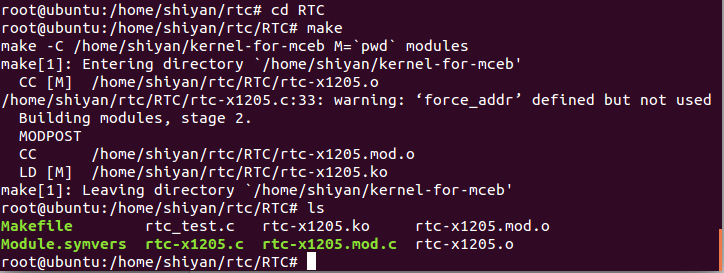 root@ubuntu:/home/shiyan/rtc# cd RTC
root@ubuntu:/home/shiyan/rtc/RTC# make
make -C /home/shiyan/kernel-for-mceb M=`pwd` modules
make[1]: Entering directory `/home/shiyan/kernel-for-mceb'
  CC [M]  /home/shiyan/rtc/RTC/rtc-x1205.o
/home/shiyan/rtc/RTC/rtc-x1205.c:33: warning: ‘force_addr’ defined but not used
  Building modules, stage 2.
  MODPOST
  CC      /home/shiyan/rtc/RTC/rtc-x1205.mod.o
  LD [M]  /home/shiyan/rtc/RTC/rtc-x1205.ko
make[1]: Leaving directory `/home/shiyan/kernel-for-mceb'
root@ubuntu:/home/shiyan/rtc/RTC# ls
Makefile        rtc_test.c   rtc-x1205.ko     rtc-x1205.mod.o
Module.symvers  rtc-x1205.c  rtc-x1205.mod.c  rtc-x1205.o
root@ubuntu:/home/shiyan/rtc/RTC#